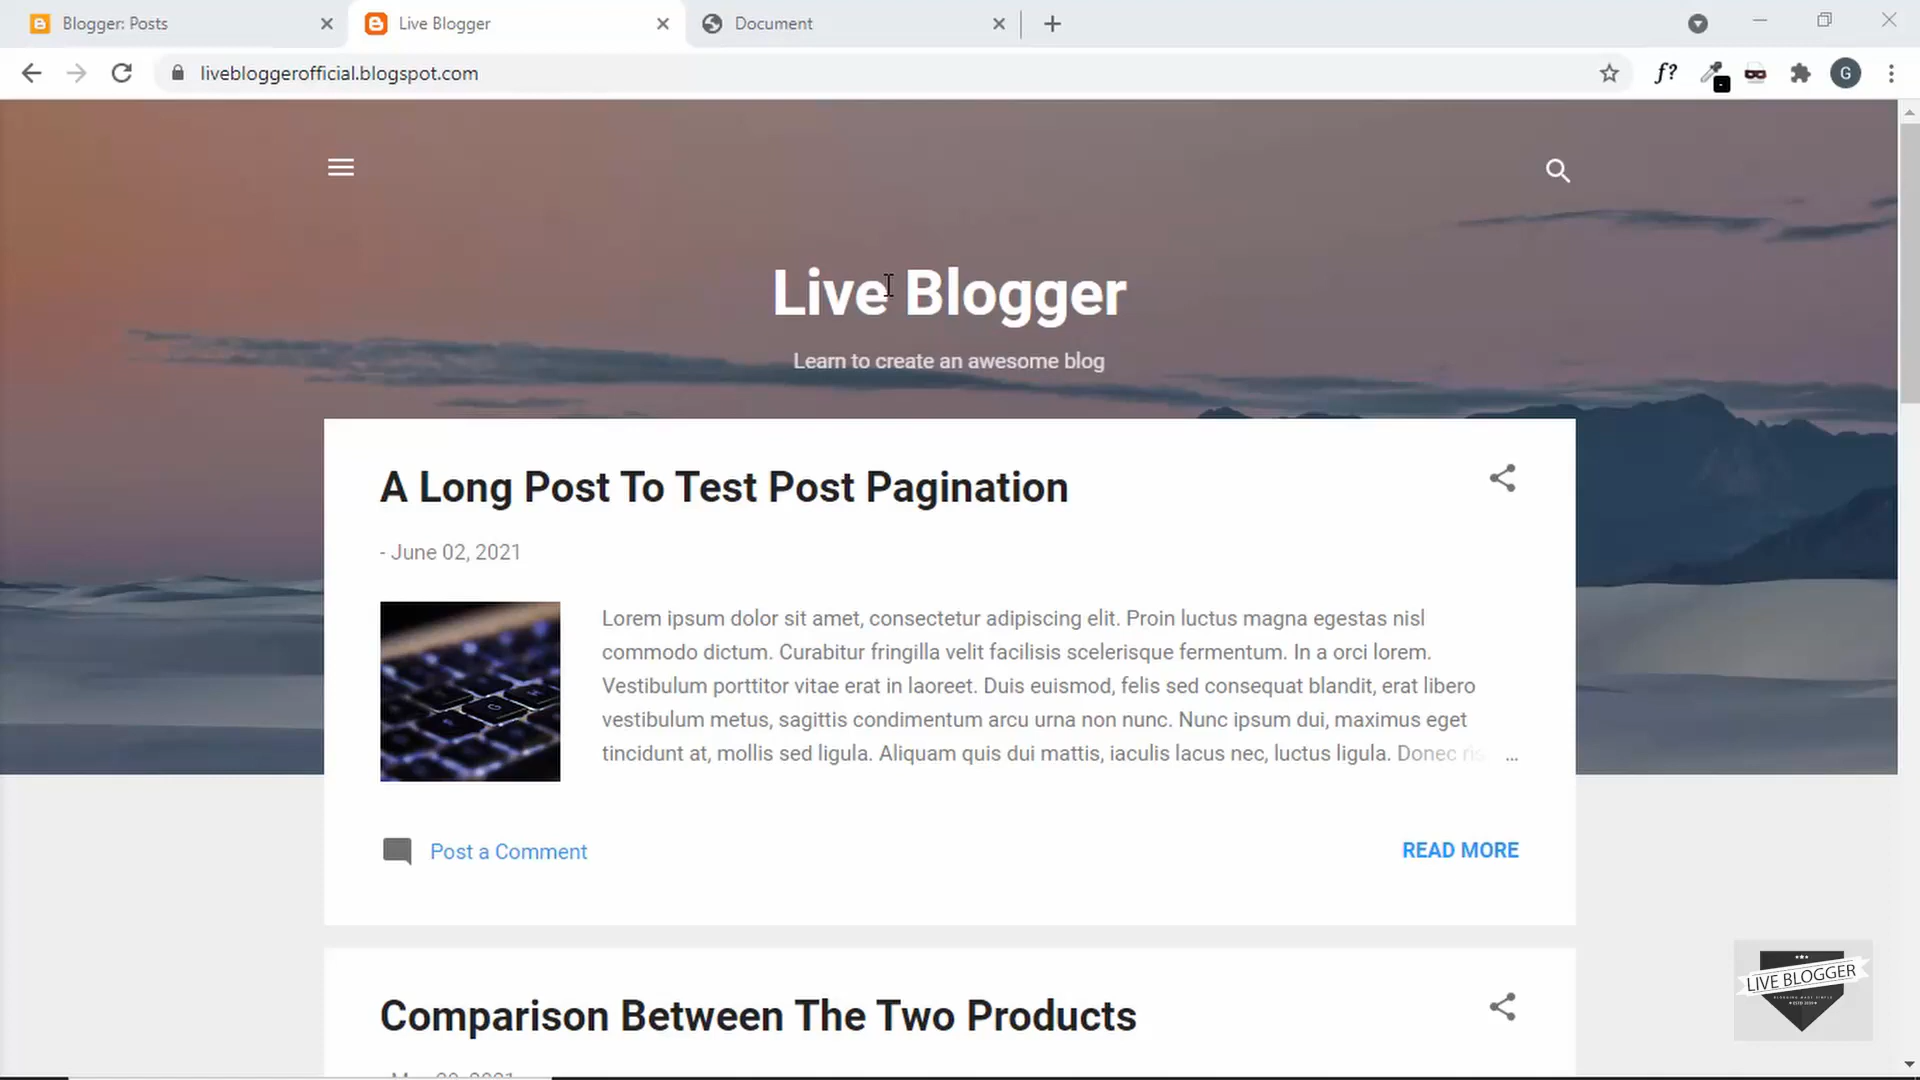 Blogger: Posts
Live Blogger
Document
livebloggerofficial.blogspot.com
f?
G
Live Blogger
Learn to create an awesome blog
A Long Post To Test Post Pagination
- June 02, 2021
Lorem ipsum dolor sit amet, consectetur adipiscing elit. Proin luctus magna egestas nisl
commodo dictum. Curabitur fringilla velit facilisis scelerisque fermentum. In a orci lorem.
Vestibulum porttitor vitae erat in laoreet. Duis euismod, felis sed consequat blandit, erat libero
vestibulum metus, sagittis condimentum arcu urna non nunc. Nunc ipsum dui, maximus eget
tincidunt at, mollis sed ligula. Aliquam quis dui mattis, iaculis lacus nec, luctus ligula. Donec ris ...
Post a Comment
READ MORE
LIVE BLOGGER
Comparison Between The Two Products